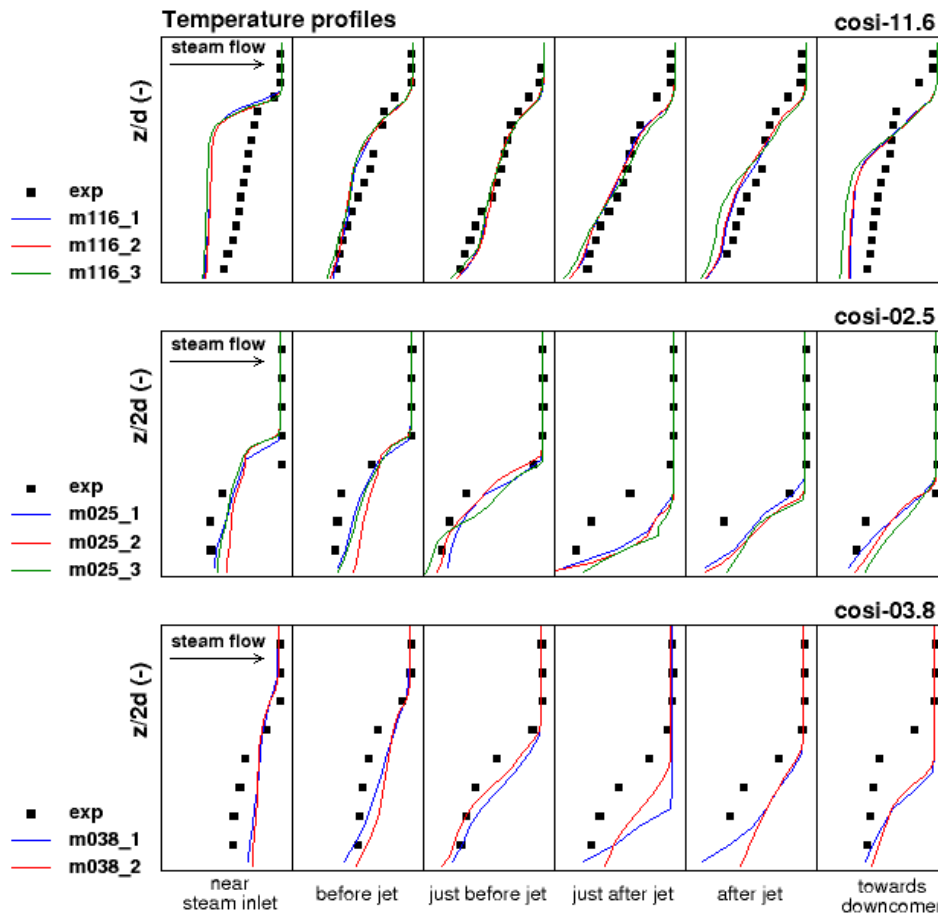 Temperature profiles
cosi-11.6
steam flow
z/d (-)
exp
m116_1
m116_2
m116_3
cosi-02.5
steam flow
z/2d (-)
exp
m025_1
m025_2
m025_3
cosi-03.8
steam flow
z/2d (-)
exp
m038_1
m038_2
near
steam inlet
before jet
just before jet
just after jet
after jet
towards
downcomer